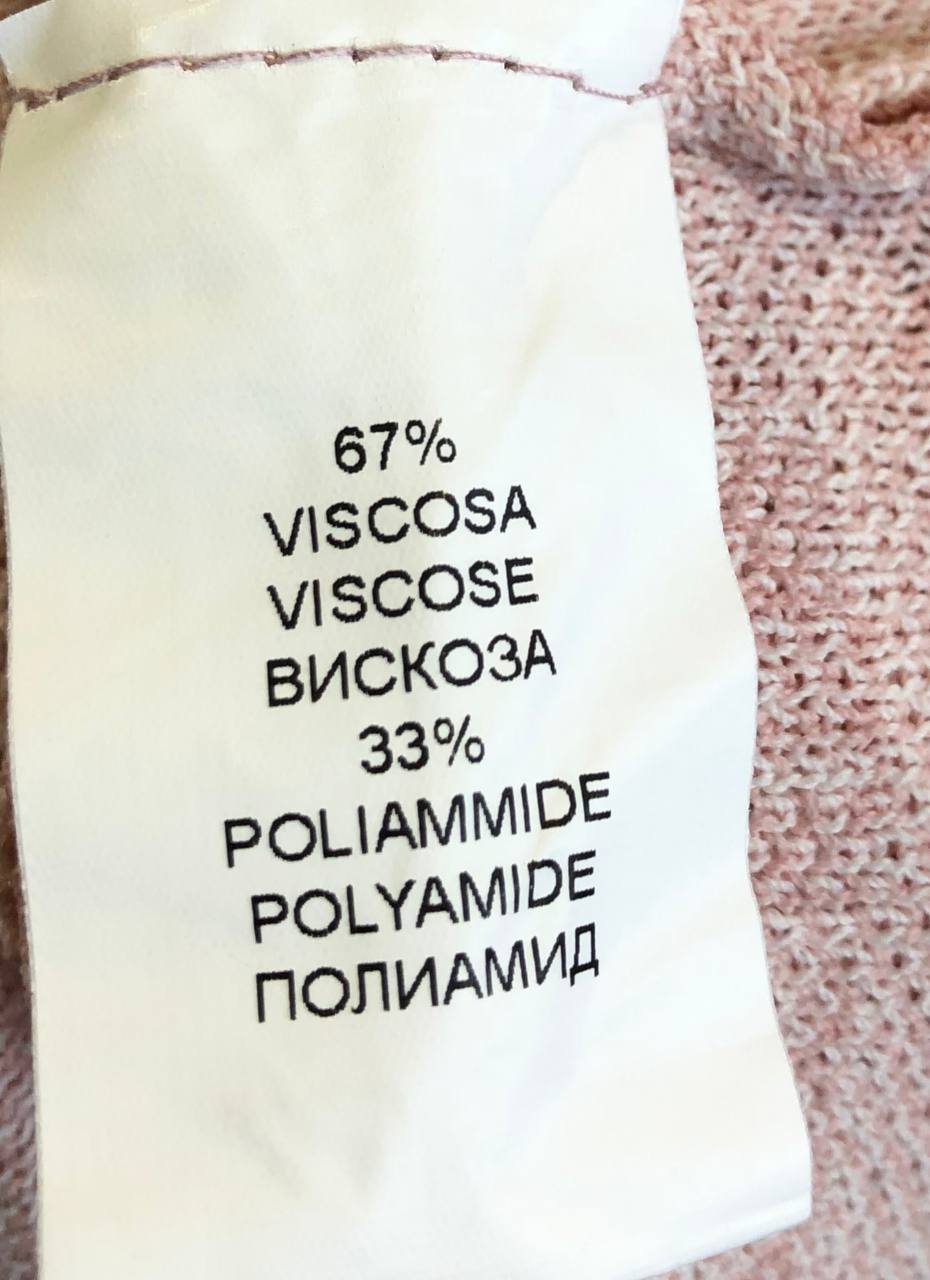 67%
VISCOSA
VISCOSE
ВИСКОЗА
33%
POLIAMMIDE
POLYAMIDE
ПОЛИАМИД